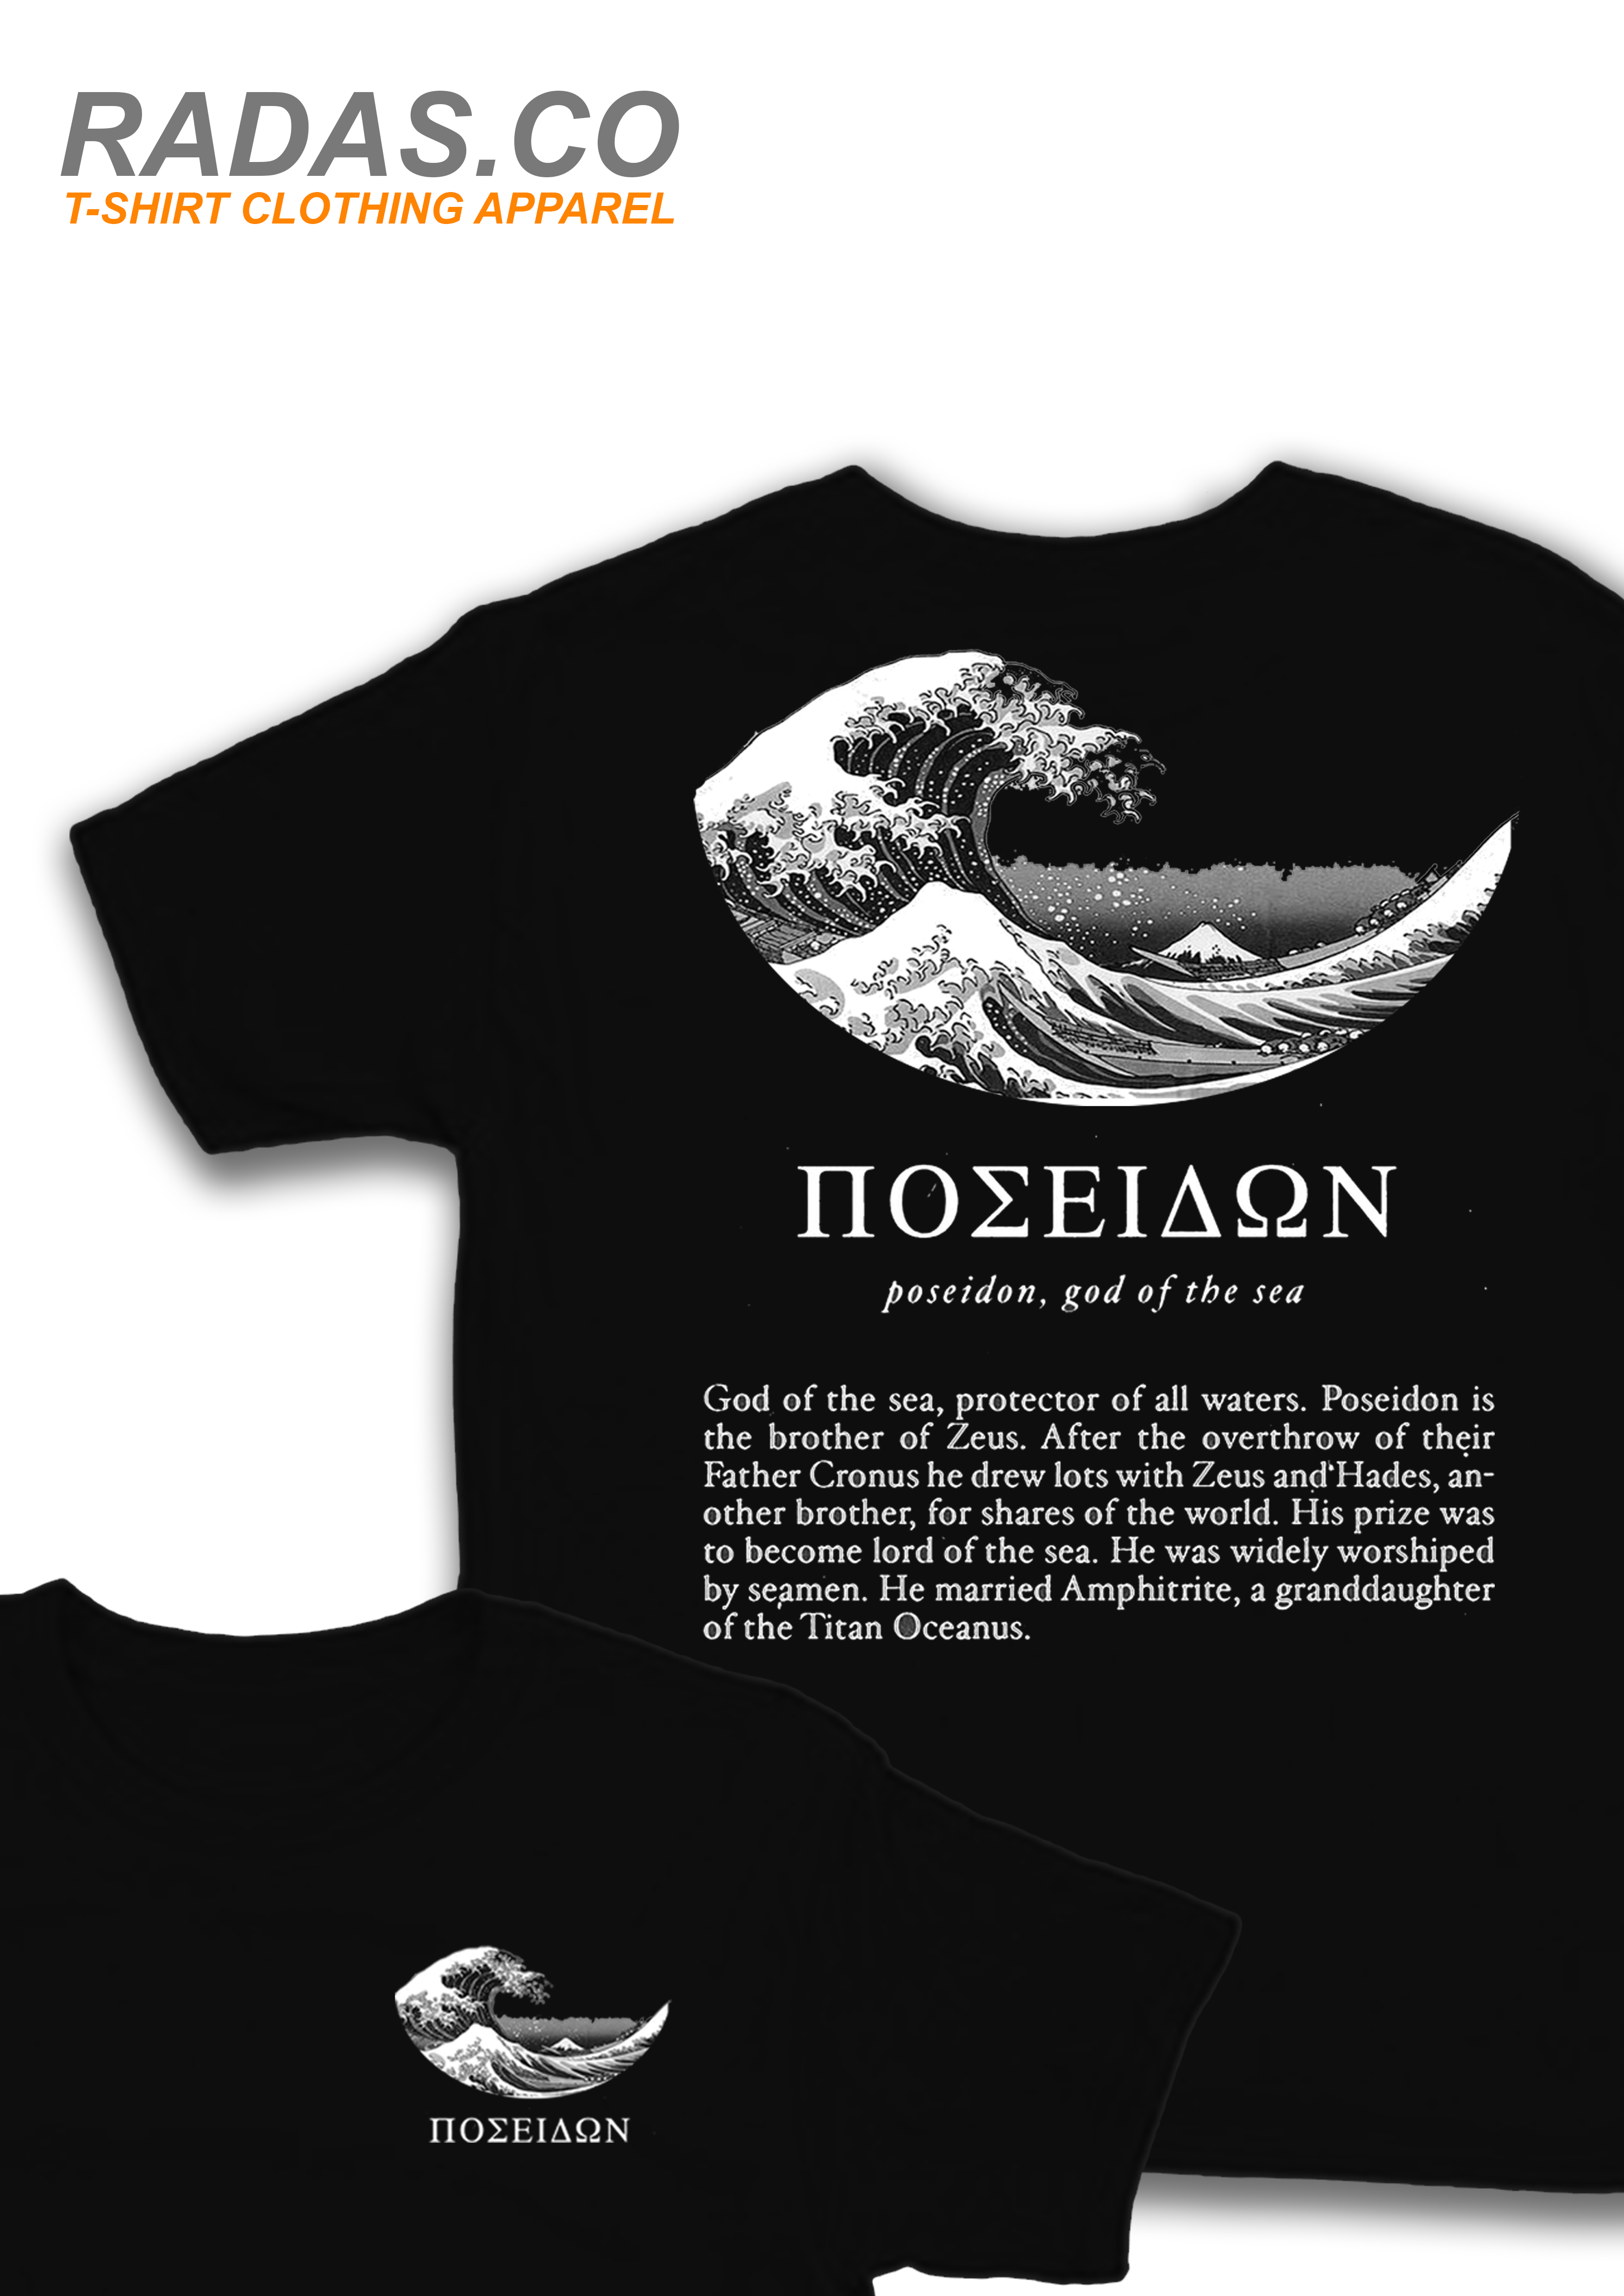 RADAS.CO
T-SHIRT CLOTHING APPAREL
ΠΟΣΕΙΔΩΝ
poseidon, god of the sea
God of the sea, protector of all waters. Poseidon is
the brother of Zeus. After the overthrow of their
Father Cronus he drew lots with Zeus and Hades, an-
other brother, for shares of the world. His prize was
to become lord of the sea. He was widely worshiped
by seamen. He married Amphitrite, a granddaughter
of the Titan Oceanus.
ΠΟΣΕΙΔΩΝ